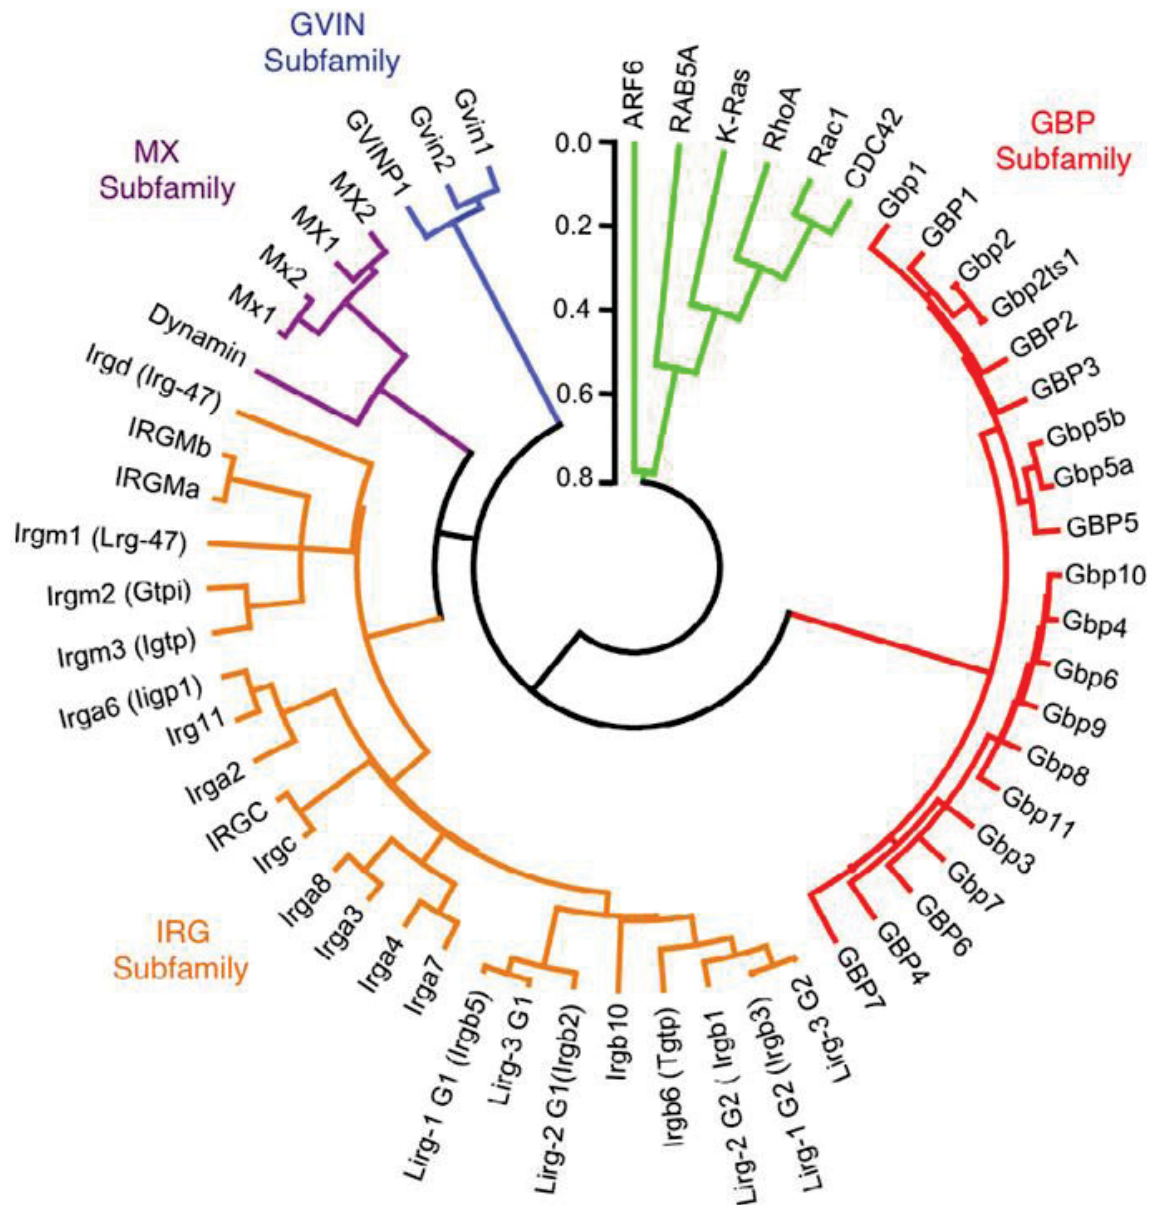 GVIN
Subfamily
MX
Subfamily
GBP
Subfamily
IRG
Subfamily
0.0
0.2
0.4
0.6
0.8
ARF6
RAB5A
K-Ras
RhoA
Rac1
CDC42
Gbp1
GBP1
Gbp2
Gbp2ts1
GBP2
GBP3
Gbp5b
Gbp5a
GBP5
Gbp10
Gbp4
Gbp6
Gbp9
Gbp8
Gbp11
Gbp3
Gbp7
GBP6
GBP4
GBP7
Lirg-3 G2
Lirg-1 G2 (Irgb3)
Lirg-2 G2 ( Irgb1
Irgb6 (Tgtp)
Irgb10
Lirg-2 G1(Irgb2)
Lirg-3 G1
Lirg-1 G1 (Irgb5)
Irga7
Irga4
Irga3
Irga8
Irgc
IRGC
Irga2
Irg11
Irga6 (Iigp1)
Irgm3 (Igtp)
Irgm2 (Gtpi)
Irgm1 (Lrg-47)
IRGMa
IRGMb
Irgd (Irg-47)
Dynamin
Mx1
Mx2
MX1
MX2
GVINP1
Gvin2
Gvin1